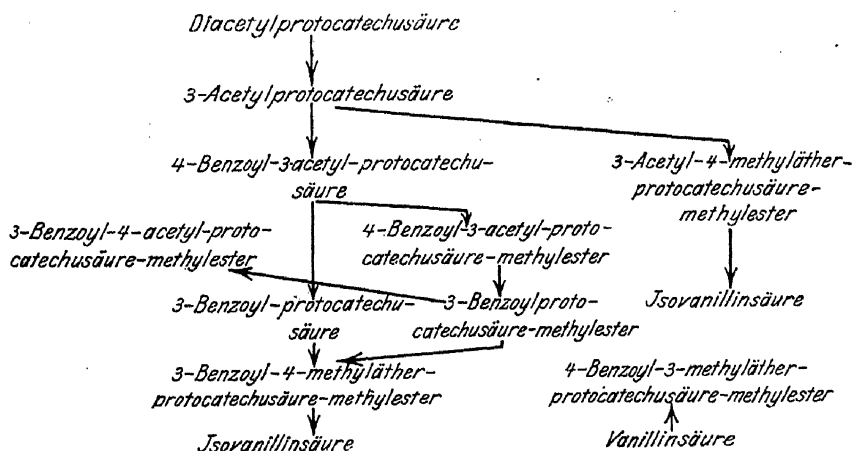 Diacetylprotocatechusäure
3-Acetylprotocatechusäure
4-Benzoyl-3-acetyl-protocatechu-
säure
3-Acetyl-4-methyläther-
protocatechusäure-
methylester
3-Benzoyl-4-acetyl-proto-
catechusäure-methylester
4-Benzoyl-3-acetyl-proto-
catechusäure-methylester
3-Benzoyl-protocatechu-
säure
3-Benzoylproto-
catechusäure-methylester
Jsovanillinsäure
3-Benzoyl-4-methyläther-
protocatechusäure-methylester
4-Benzoyl-3-methyläther-
protocatechusäure-methylester
Jsovanillinsäure
Vanillinsäure